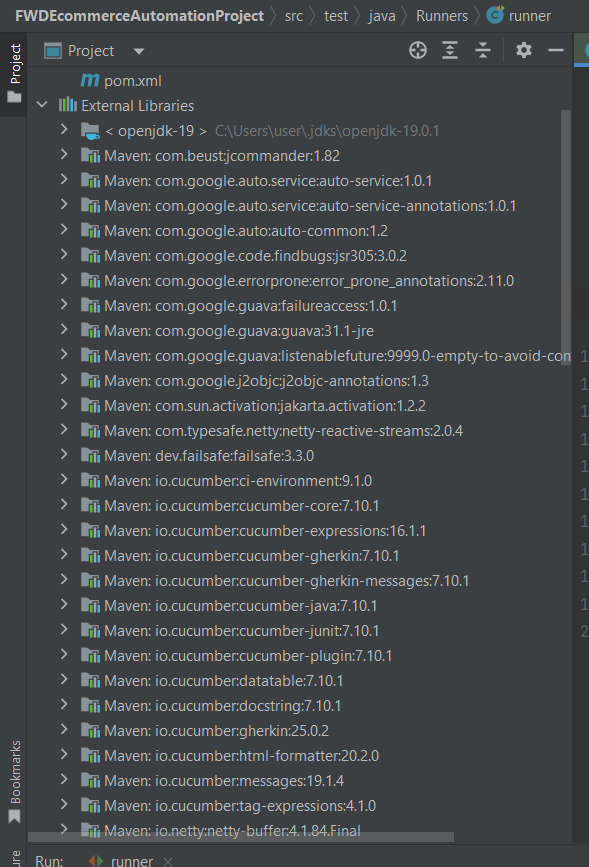 FWDEcommerceAutomationProject src test java Runners runner
Project
Project
pom.xml
External Libraries
< openjdk-19 > C:\Users\user\.jdks\openjdk-19.0.1
Maven: com.beust:jcommander:1.82
Maven: com.google.auto.service:auto-service:1.0.1
Maven: com.google.auto.service:auto-service-annotations:1.0.1
Maven: com.google.auto:auto-common:1.2
Maven: com.google.code.findbugs:jsr305:3.0.2
Maven: com.google.errorprone:error_prone_annotations:2.11.0
Maven: com.google.guava:failureaccess:1.0.1
Maven: com.google.guava:guava:31.1-jre
Maven: com.google.guava:listenablefuture:9999.0-empty-to-avoid-con
Maven: com.google.j2objc:j2objc-annotations:1.3
Maven: com.sun.activation:jakarta.activation:1.2.2
Maven: com.typesafe.netty:netty-reactive-streams:2.0.4
Maven: dev.failsafe:failsafe:3.3.0
Maven: io.cucumber:ci-environment:9.1.0
Maven: io.cucumber:cucumber-core:7.10.1
Maven: io.cucumber:cucumber-expressions:16.1.1
Maven: io.cucumber:cucumber-gherkin:7.10.1
Maven: io.cucumber:cucumber-gherkin-messages:7.10.1
Maven: io.cucumber:cucumber-java:7.10.1
Maven: io.cucumber:cucumber-junit:7.10.1
Maven: io.cucumber:cucumber-plugin:7.10.1
Maven: io.cucumber:datatable:7.10.1
Maven: io.cucumber:docstring:7.10.1
Maven: io.cucumber:gherkin:25.0.2
Maven: io.cucumber:html-formatter:20.2.0
Maven: io.cucumber:messages:19.1.4
Maven: io.cucumber:tag-expressions:4.1.0
Maven: io.netty:netty-buffer:4.1.84.Final
Bookmarks
Run: runner